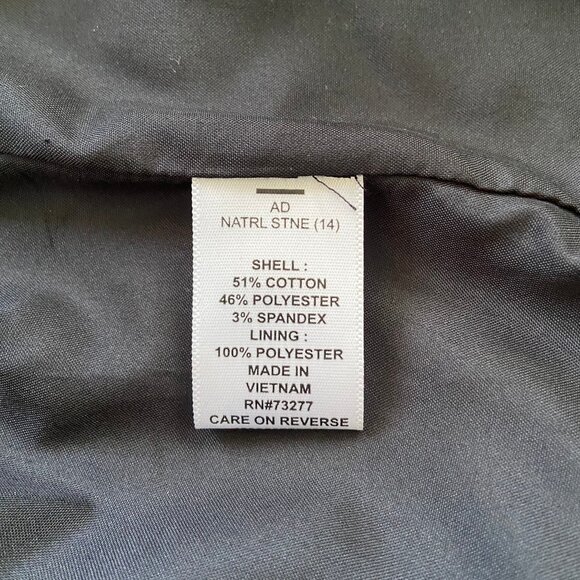 AD
NATRL STNE (14)
SHELL :
51% COTTON
46% POLYESTER
3% SPANDEX
LINING :
100% POLYESTER
MADE IN
VIETNAM
RN#73277
CARE ON REVERSE